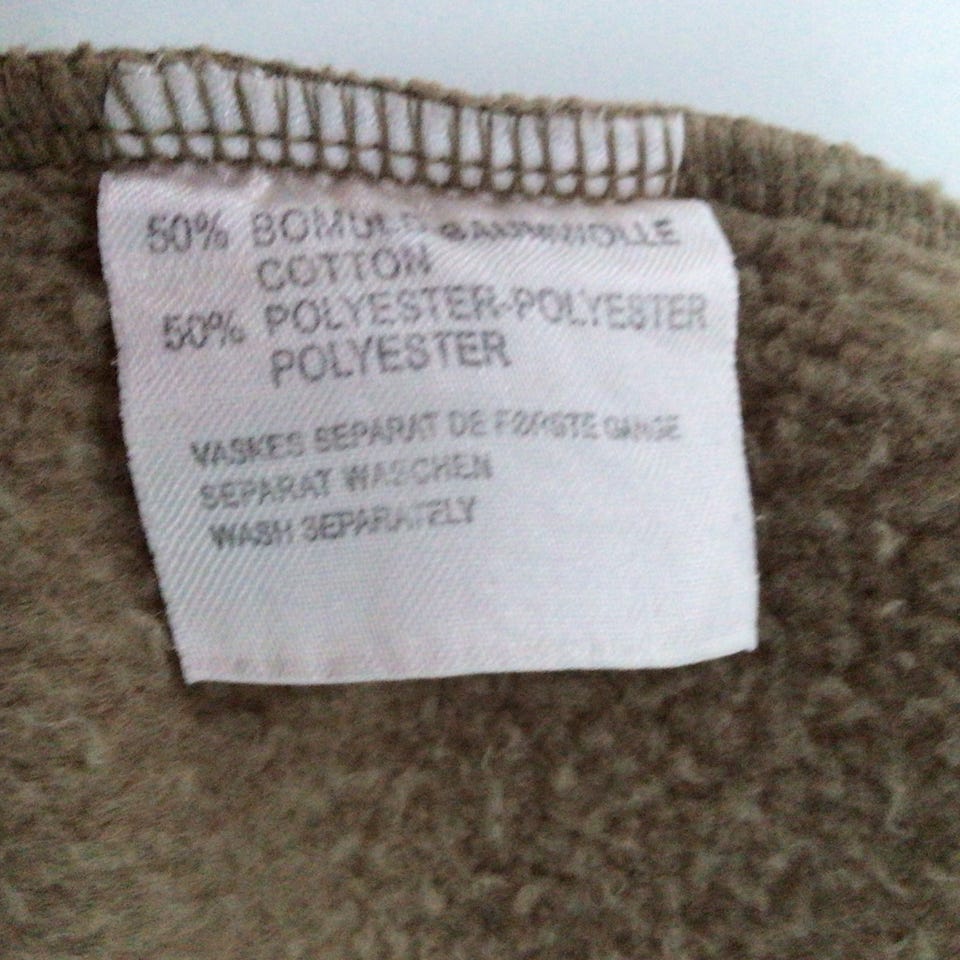 50% BOMULD-BAUMWOLLE
COTTON
50% POLYESTER-POLYESTER
POLYESTER
VASKES SEPARAT DE FØRSTE GANGE
SEPARAT WASCHEN
WASH SEPARATELY